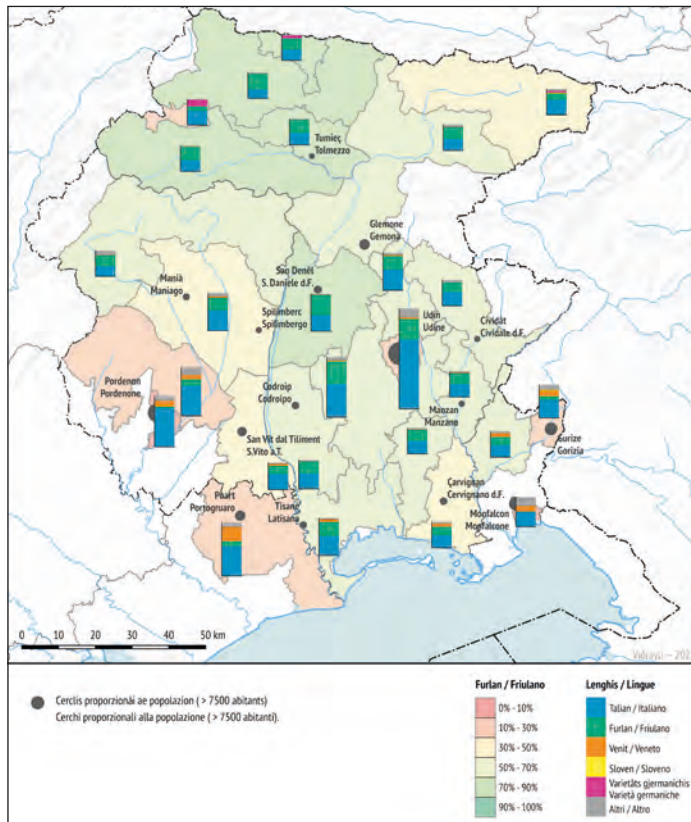 Tumieç
Tolmezzo
Glemone
Gemona
San Denêl
S. Daniele d.F.
Manià
Maniago
Spilimberc
Spilimbergo
Udin
Udine
Cividât
Cividale d.F.
Pordenon
Pordenone
Codroip
Codroipo
Manzan
Manzano
Gurize
Gorizia
San Vît dal Tiliment
S.Vito a.T.
Çarvignan
Cervignano d.F.
Puart
Portogruaro
Tisane
Latisana
Monfalcon
Monfalcone
0 10 20 30 40 50 km
Cerclis proporzionâi ae popolazion ( > 7500 abitants)
Cerchi proporzionali alla popolazione ( > 7500 abitanti).
Furlan / Friulano
0% - 10%
10% - 30%
30% - 50%
50% - 70%
70% - 90%
90% - 100%
Lenghis / Lingue
Talian / Italiano
Furlan / Friulano
Venit / Veneto
Sloven / Sloveno
Varietâts gjermanichis
Varietà germaniche
Altri / Altro